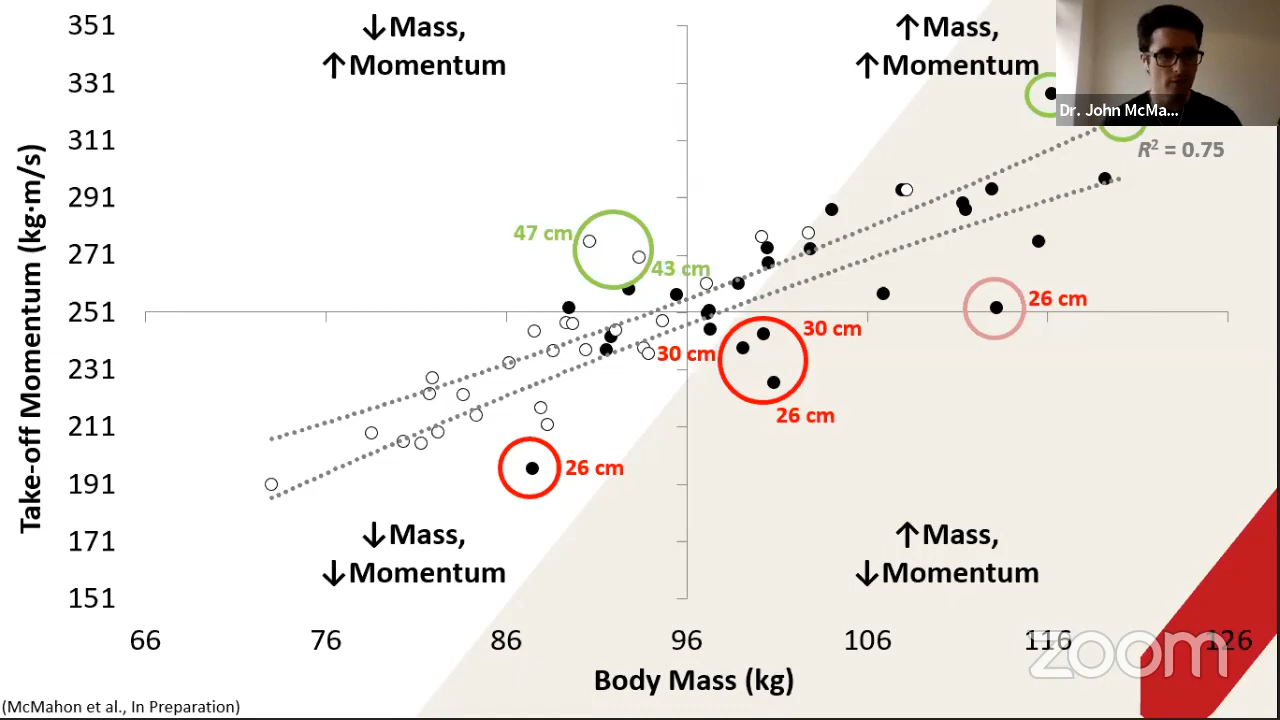 351
331
311
291
271
251
231
211
191
171
151
Take-off Momentum (kg·m/s)
↓Mass,
↑Momentum
↑Mass,
↑Momentum
Dr. John McMa...
R² = 0.75
47 cm
43 cm
26 cm
30 cm
30 cm
26 cm
26 cm
↓Mass,
↓Momentum
↑Mass,
↓Momentum
66 76 86 96 106 116 126
Body Mass (kg)
zoom
(McMahon et al., In Preparation)